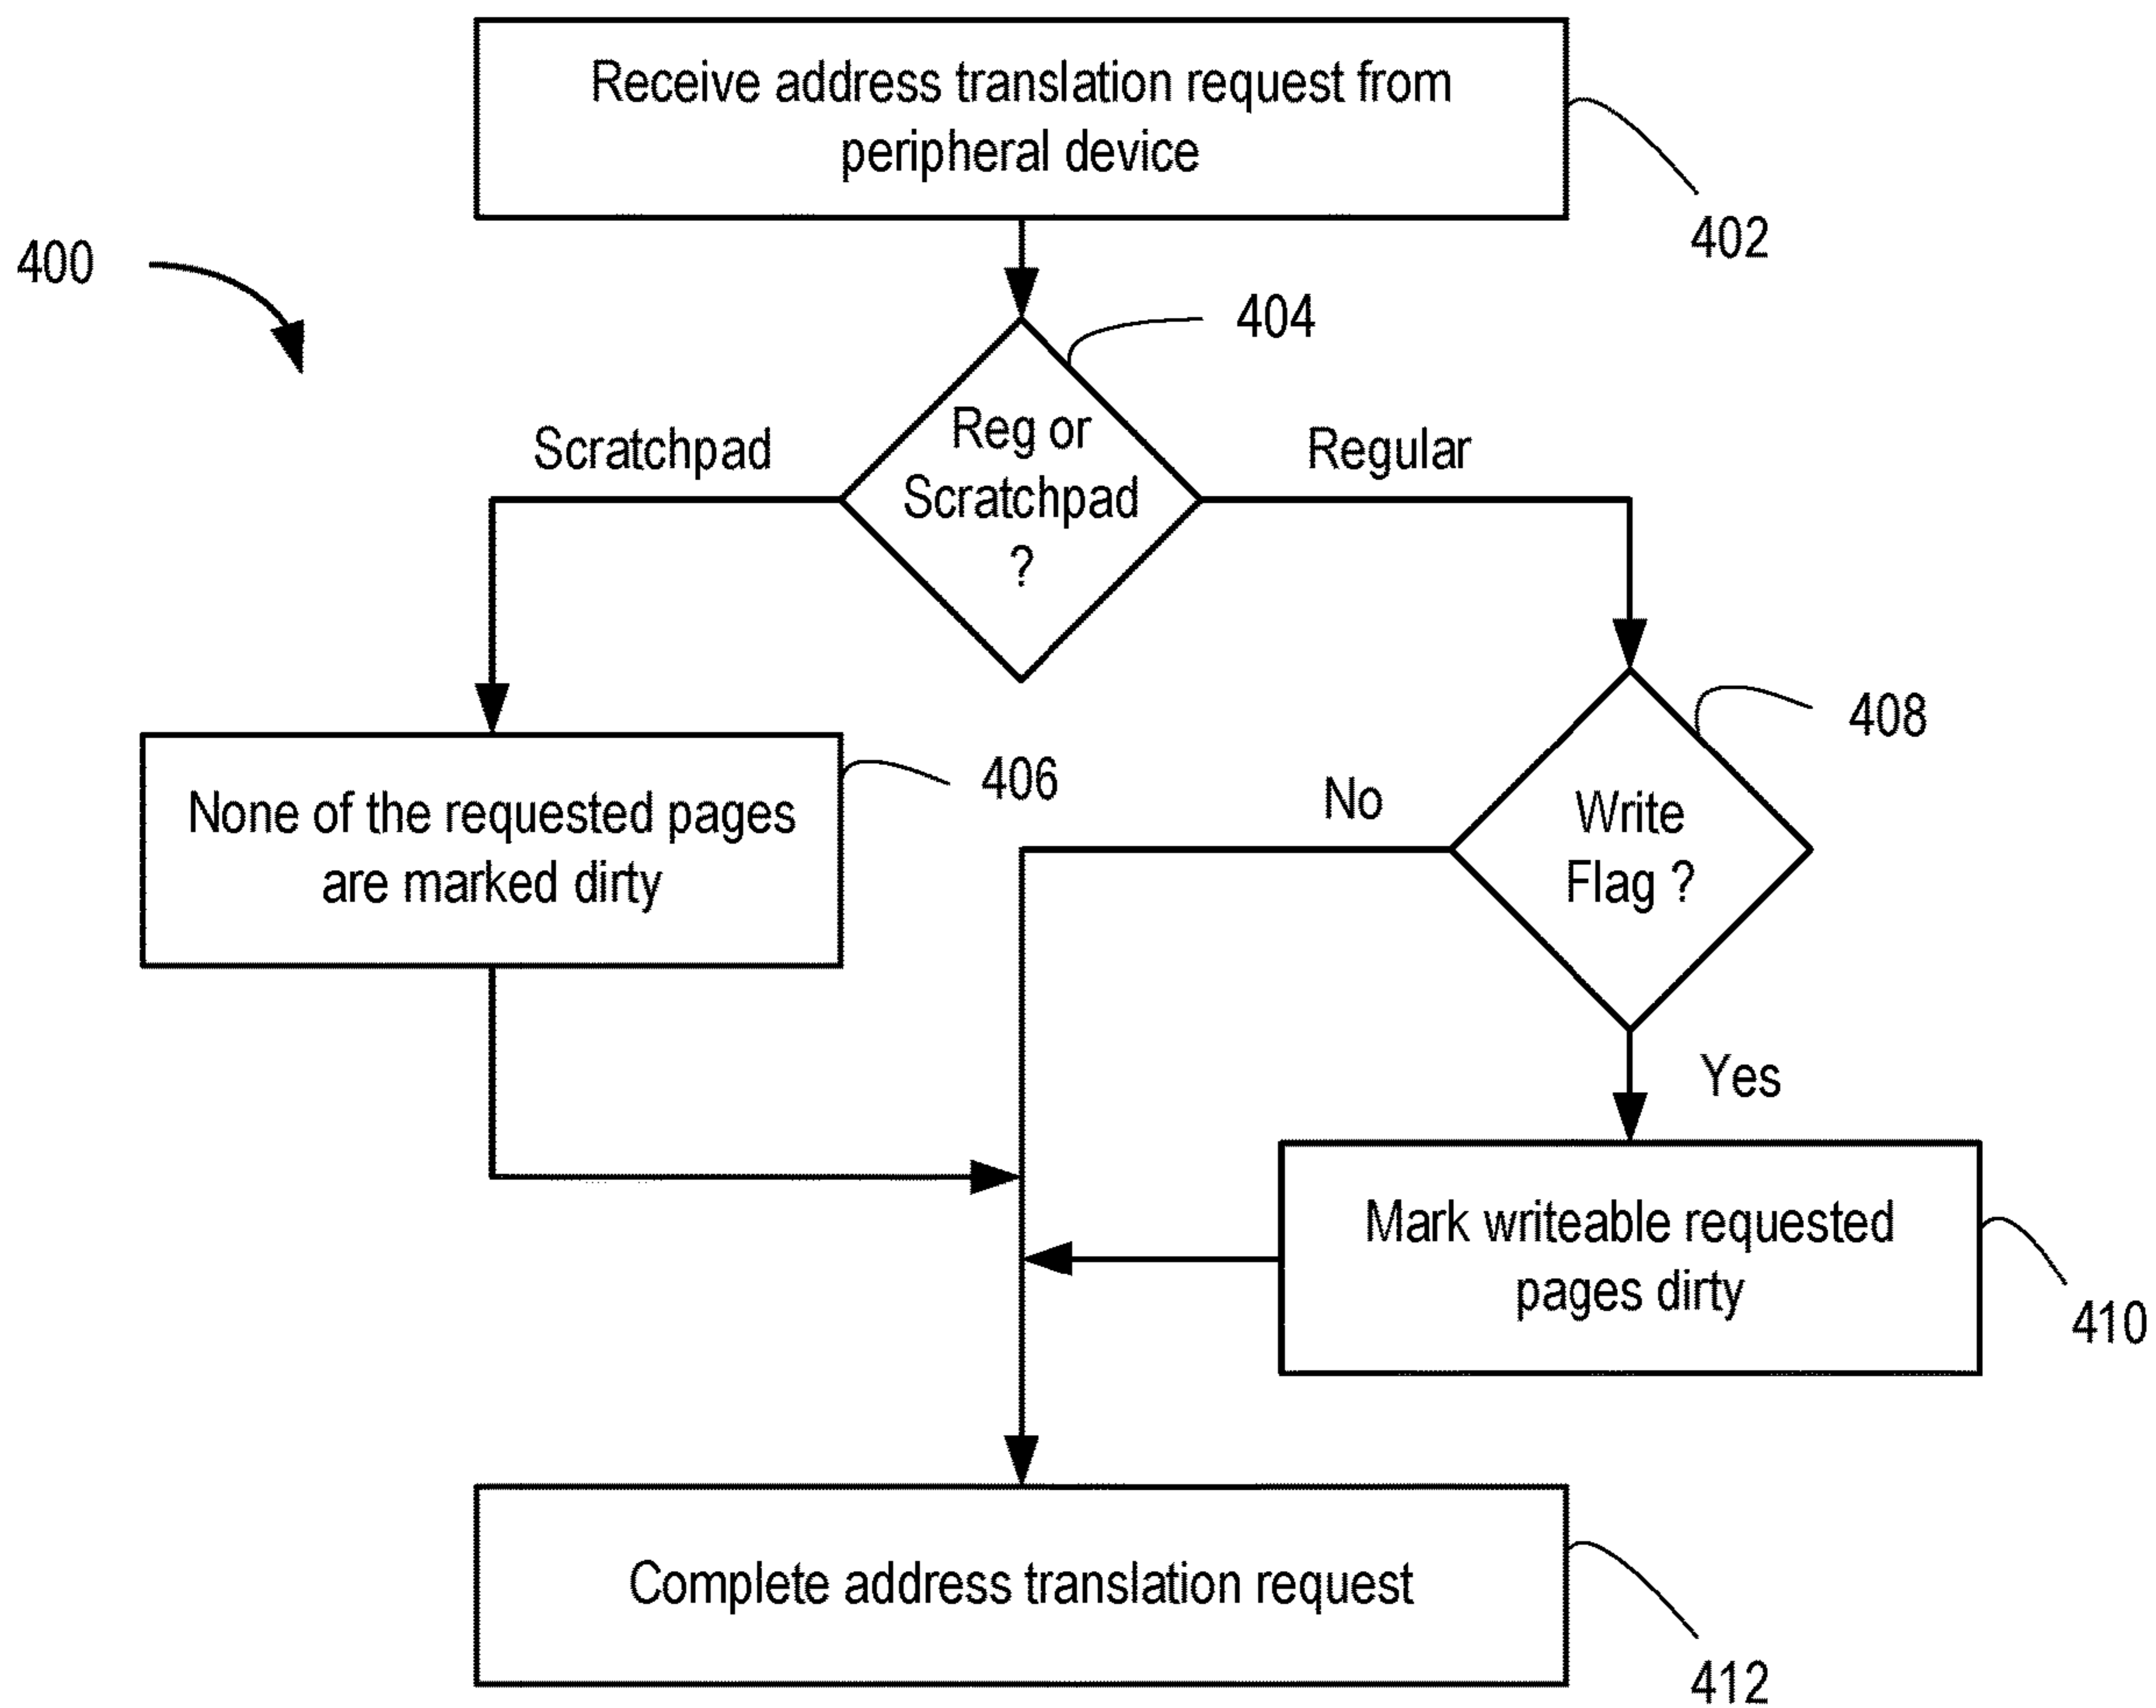 Receive address translation request from
peripheral device
402
400
404
Reg or
Scratchpad
?
Scratchpad
Regular
408
406
None of the requested pages
are marked dirty
No
Write
Flag ?
Yes
Mark writeable requested
pages dirty
410
Complete address translation request
412